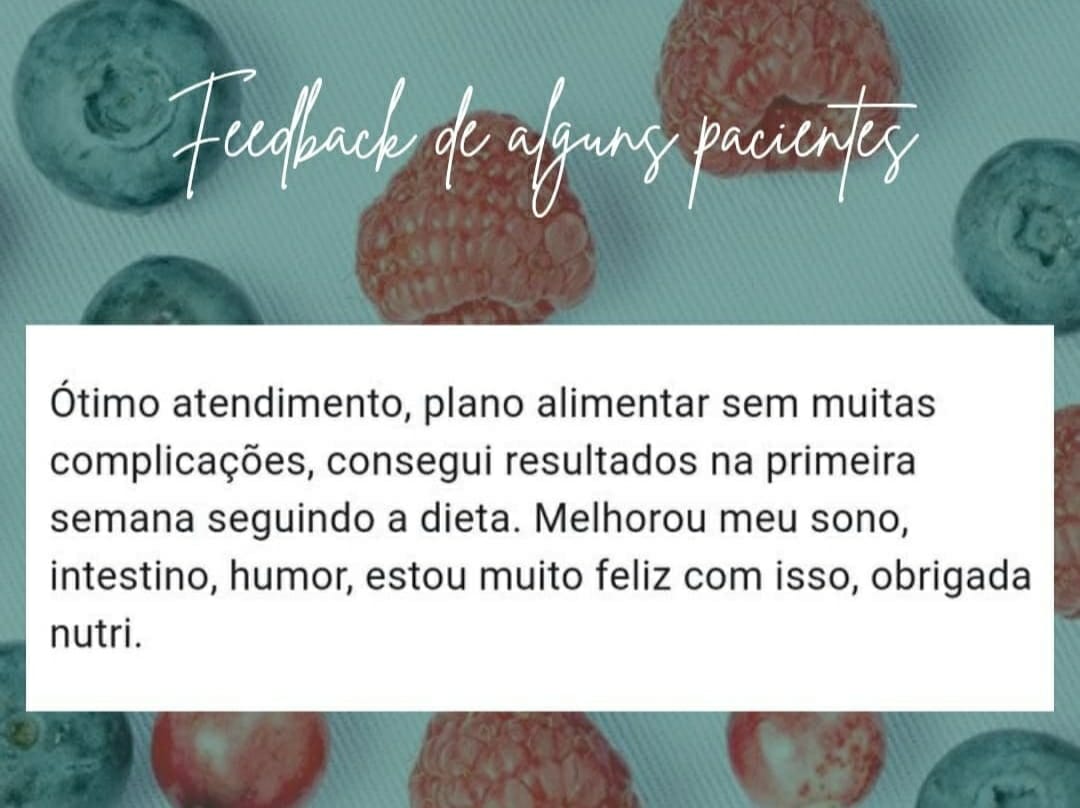 Feedback de alguns pacientes
Ótimo atendimento, plano alimentar sem muitas
complicações, consegui resultados na primeira
semana seguindo a dieta. Melhorou meu sono,
intestino, humor, estou muito feliz com isso, obrigada
nutri.